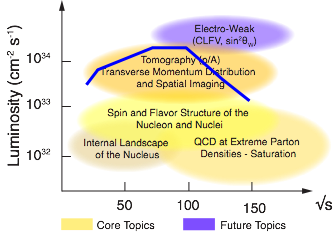 Electro-Weak
(CLFV, sin²θw)
Tomography (p/A)
Transverse Momentum Distribution
and Spatial Imaging
Spin and Flavor Structure of the
Nucleon and Nuclei
Internal Landscape
of the Nucleus
QCD at Extreme Parton
Densities - Saturation
Luminosity (cm⁻² s⁻¹)
10³⁴
10³³
10³²
50 100 150 √s
Core Topics Future Topics